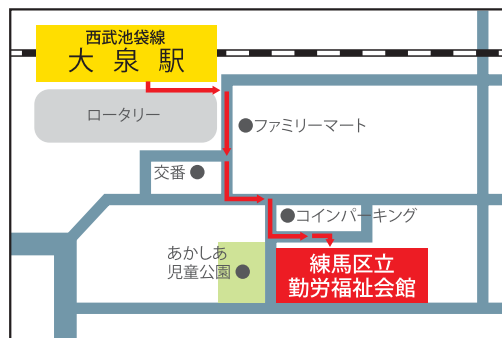 西武池袋線
大泉駅
ロータリー
ファミリーマート
交番
コインパーキング
あかしあ
児童公園
練馬区立
勤労福祉会館